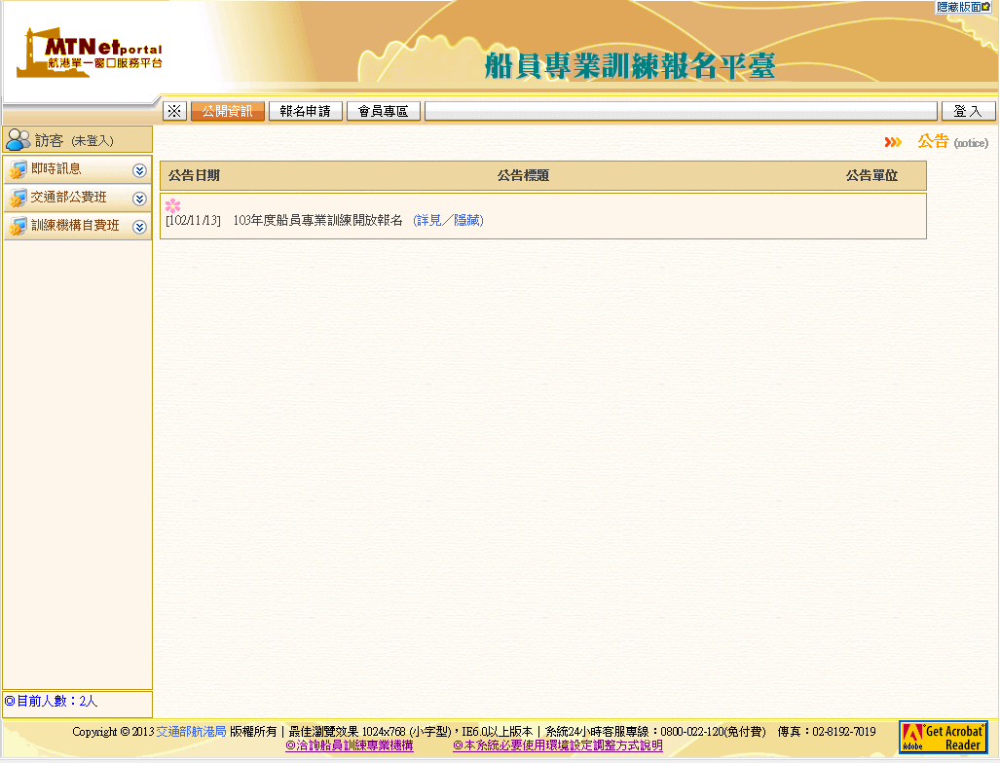 隱藏版面
MTNetportal
航港單一窗口服務平台
船員專業訓練報名平臺
※ 公開資訊 報名申請 會員專區 登入
訪客 (未登入)
公告 (notice)
即時訊息
交通部公費班
訓練機構自費班
公告日期 公告標題 公告單位
[102/11/13] 103年度船員專業訓練開放報名 (詳見／隱藏)
◎目前人數：2人
Copyright © 2013 交通部航港局 版權所有 | 最佳瀏覽效果 1024x768 (小字型)，IE6.0以上版本 | 系統24小時客服專線：0800-022-120(免付費) 傳真：02-8192-7019
◎洽詢船員訓練專業機構 ◎本系統必要使用環境設定調整方式說明
Get Acrobat
Adobe Reader